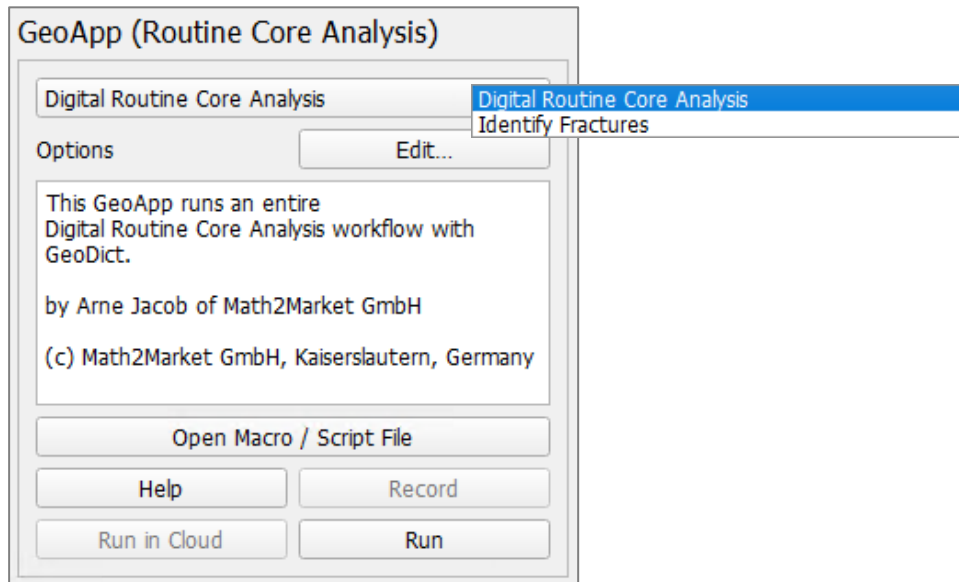 GeoApp (Routine Core Analysis)
Digital Routine Core Analysis
Digital Routine Core Analysis
Identify Fractures
Options
Edit...
This GeoApp runs an entire
Digital Routine Core Analysis workflow with
GeoDict.
by Arne Jacob of Math2Market GmbH
(c) Math2Market GmbH, Kaiserslautern, Germany
Open Macro / Script File
Help
Record
Run in Cloud
Run